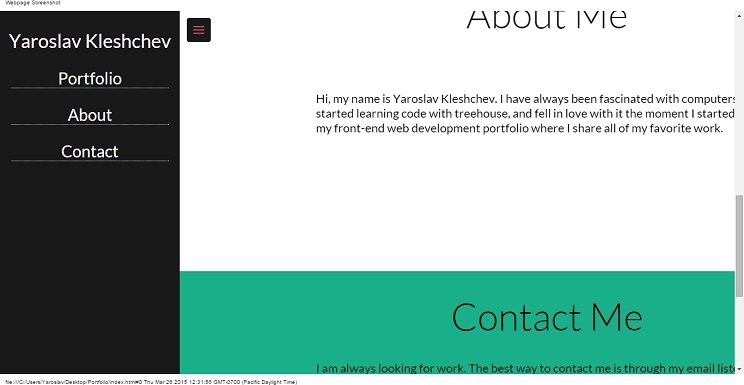 Webpage Screenshot
Yaroslav Kleshchev
Portfolio
About
Contact
About Me
Hi, my name is Yaroslav Kleshchev. I have always been fascinated with computers
started learning code with treehouse, and fell in love with it the moment I started
my front-end web development portfolio where I share all of my favorite work.
Contact Me
I am always looking for work. The best way to contact me is through my email list
file:///C:/Users/Yaroslav/Desktop/Portfolio/index.html#0 Thu Mar 26 2015 12:31:56 GMT-0700 (Pacific Daylight Time)